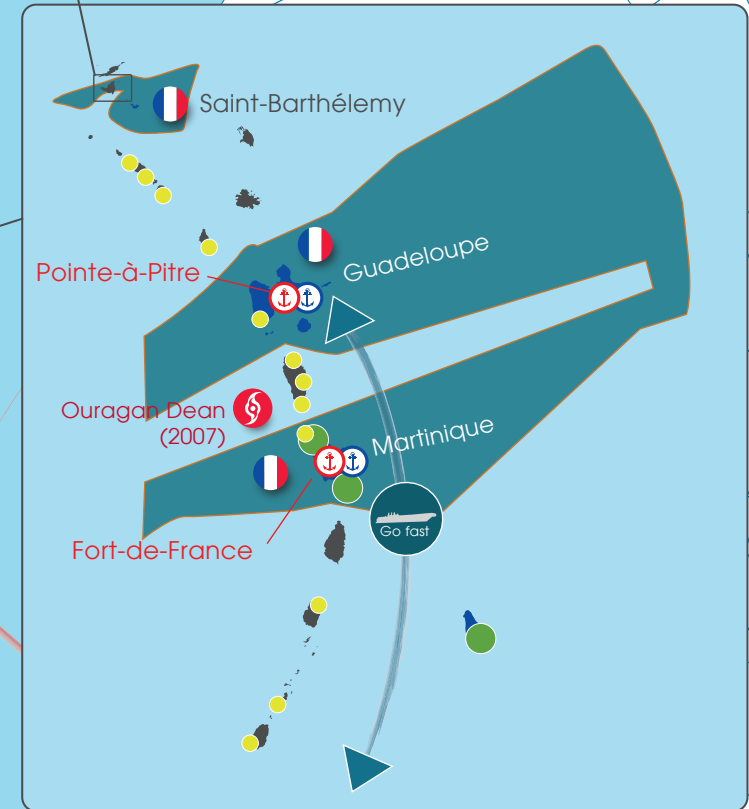 Saint-Barthélemy
Guadeloupe
Pointe-à-Pitre
Ouragan Dean
(2007)
Martinique
Go fast
Fort-de-France